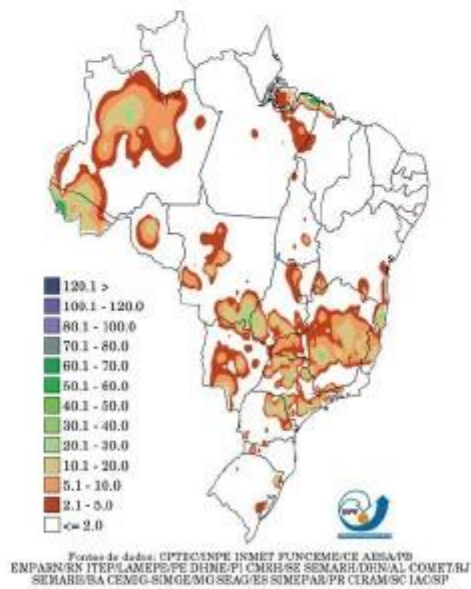 120.1 >
100.1 - 120.0
80.1 - 100.0
70.1 - 80.0
60.1 - 70.0
50.1 - 60.0
40.1 - 50.0
30.1 - 40.0
20.1 - 30.0
10.1 - 20.0
5.1 - 10.0
2.1 - 5.0
<= 2.0
Fontes de dados: CPTEC/INPE INMET FUNCEME/CE AESA/PB
EMPARN/RN ITEP/LAMEPE/PE DHME/PI CMRH/SE SEMARH/DHN/AL COMET/RJ
SEMARH/BA CEMIG-SIMGE/MG SEAG/ES SIMEPAR/PR CIRAM/SC IAC/SP